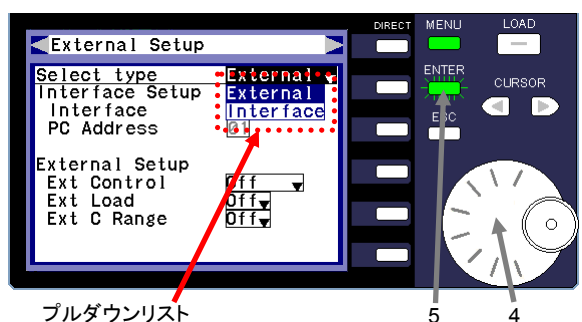 External Setup
Select type External
Interface Setup External
Interface Interface
PC Address 01
External Setup
Ext Control Off
Ext Load Off
Ext C Range Off
DIRECT
MENU
LOAD
ENTER
CURSOR
ESC
プルダウンリスト
5
4